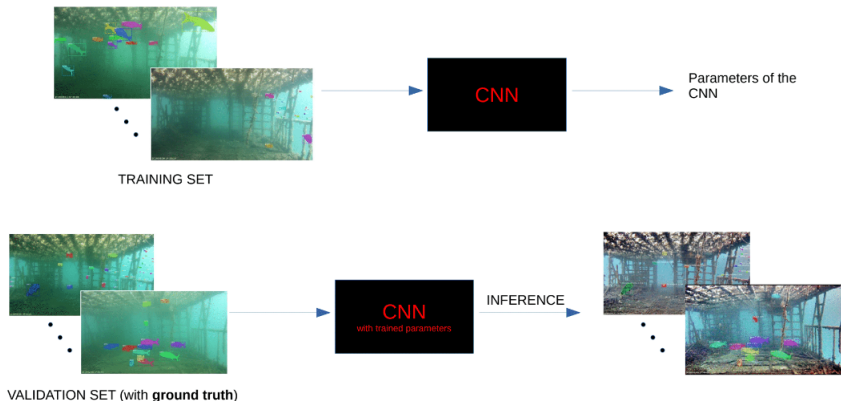 CNN
Parameters of the
CNN
TRAINING SET
CNN
with trained parameters
INFERENCE
VALIDATION SET (with ground truth)